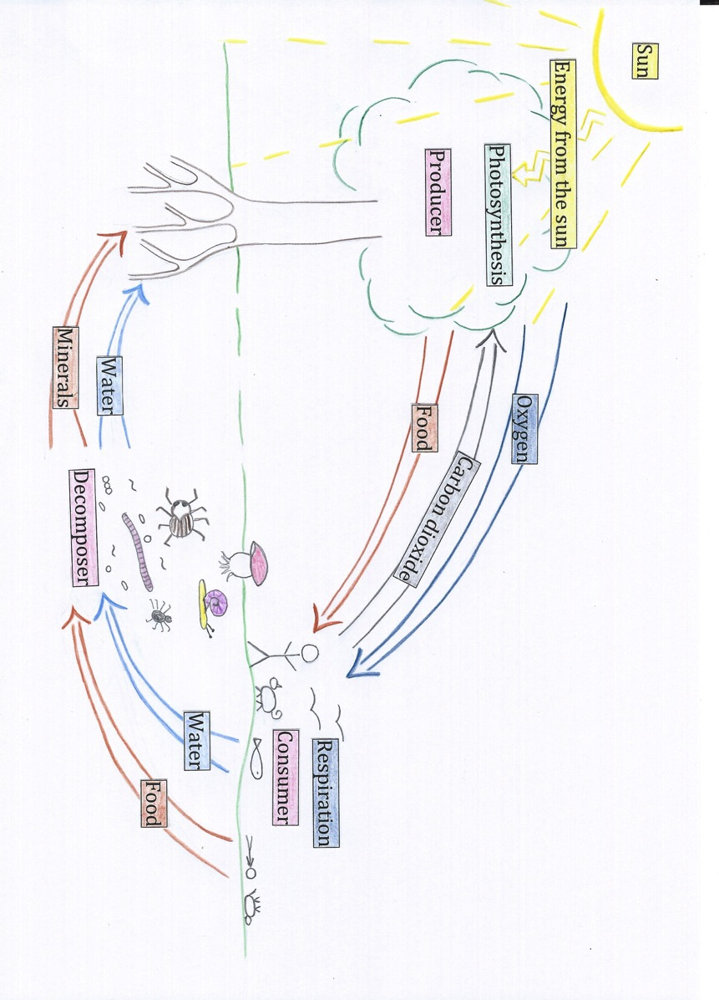 Sun
Energy from the sun
Photosynthesis
Producer
Oxygen
Carbon dioxide
Food
Respiration
Consumer
Water
Minerals
Decomposer
Water
Food